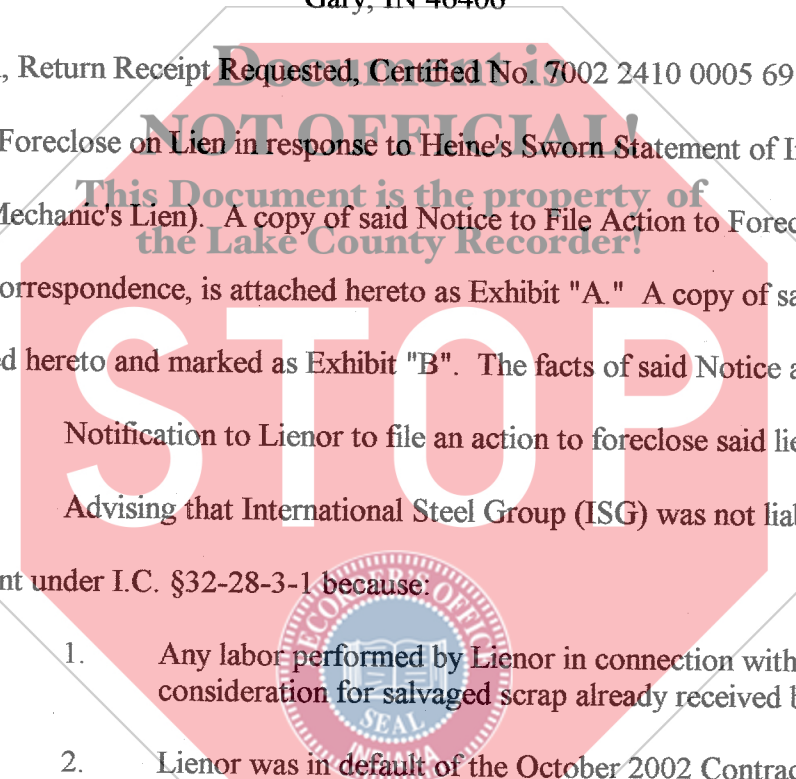 Gary, IN 46406
Document is
, Return Receipt Requested, Certified No. 7002 2410 0005 69
NOT OFFICIAL!
Foreclose on Lien in response to Heine's Sworn Statement of I
This Document is the property of
Mechanic's Lien). A copy of said Notice to File Action to Forec
the Lake County Recorder!
orrespondence, is attached hereto as Exhibit "A." A copy of sa
STOP
ed hereto and marked as Exhibit "B". The facts of said Notice a
Notification to Lienor to file an action to foreclose said lie
Advising that International Steel Group (ISG) was not liab
nt under I.C. §32-28-3-1 because:
RECORDER'S OFFIC
1. Any labor performed by Lienor in connection with
consideration for salvaged scrap already received b
SEAL
INDIANA
2. Lienor was in default of the October 2002 Contrac